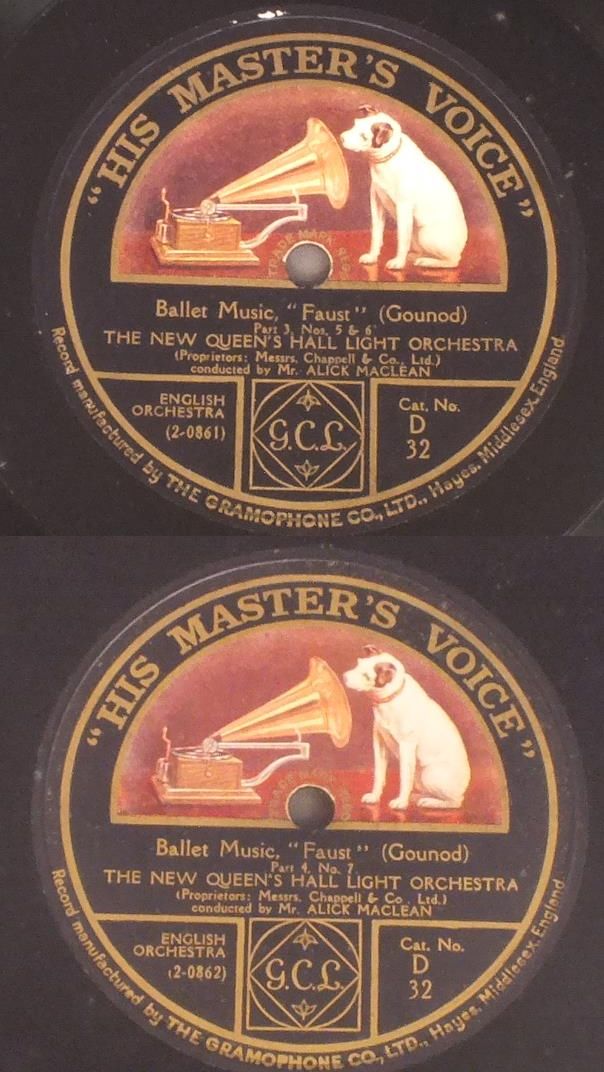 "HIS MASTER'S VOICE"
TRADE MARK REGD
Ballet Music, "Faust" (Gounod)
Part 3, Nos. 5 & 6
THE NEW QUEEN'S HALL LIGHT ORCHESTRA
(Proprietors: Messrs. Chappell & Co., Ltd.)
conducted by Mr. ALICK MACLEAN
ENGLISH
ORCHESTRA
(2-0861)
G.C.L.
Cat. No.
D
32
Record manufactured by THE GRAMOPHONE CO., LTD., Hayes, Middlesex, England.
"HIS MASTER'S VOICE"
TRADE MARK REGD
Ballet Music, "Faust" (Gounod)
Part 4, No. 7
THE NEW QUEEN'S HALL LIGHT ORCHESTRA
(Proprietors: Messrs. Chappell & Co. Ltd.)
conducted by Mr. ALICK MACLEAN
ENGLISH
ORCHESTRA
(2-0862)
G.C.L.
Cat. No.
D
32
Record manufactured by THE GRAMOPHONE CO., LTD., Hayes, Middlesex, England.